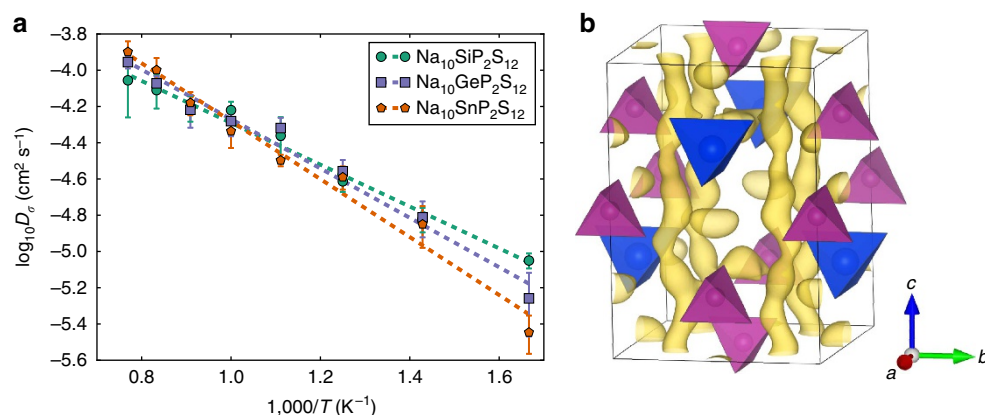 a
b
−3.8
−4.0
−4.2
−4.4
−4.6
−4.8
−5.0
−5.2
−5.4
−5.6
log₁₀Dσ (cm² s⁻¹)
Na₁₀SiP₂S₁₂
Na₁₀GeP₂S₁₂
Na₁₀SnP₂S₁₂
0.8 1.0 1.2 1.4 1.6
1,000/T (K⁻¹)
c
b
a